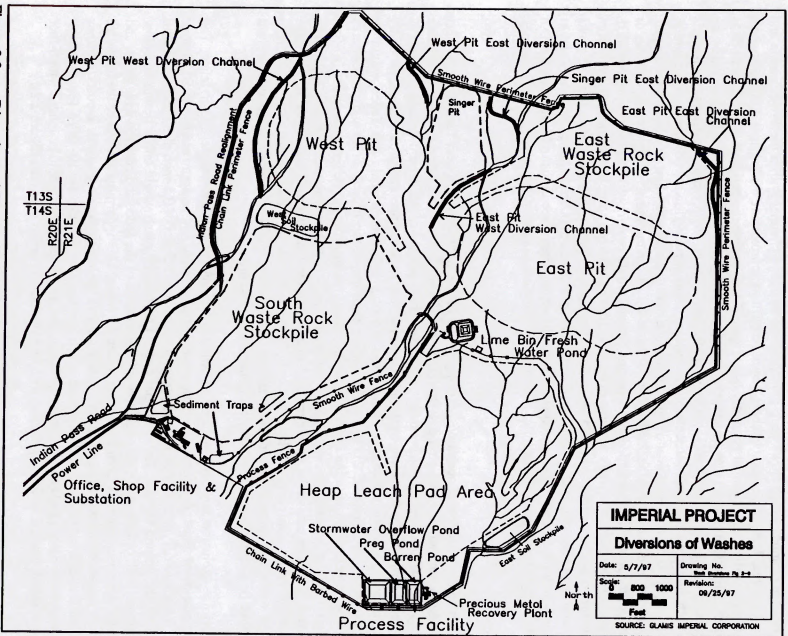 West Pit East Diversion Channel
West Pit West Diversion Channel
Smooth Wire Perimeter Fence
Singer Pit East Diversion Channel
Singer
Pit
East Pit East Diversion
Channel
West Pit
East
Waste Rock
Stockpile
Indian Pass Road Realignment
Chain Link Perimeter Fence
T13S
T14S
R20E
R21E
West
Soil
Stockpile
East Pit
West Diversion Channel
Smooth Wire Perimeter Fence
East Pit
South
Waste Rock
Stockpile
Lime Bin/Fresh
Water Pond
Sediment Traps
Smooth Wire Fence
Indian Pass Road
Power Line
Process Fence
Office, Shop Facility &
Substation
Heap Leach Pad Area
Stormwater Overflow Pond
Preg Pond
Barren Pond
East Soil Stockpile
Chain Link With Barbed Wire
Precious Metal
Recovery Plant
Process Facility
North
IMPERIAL PROJECT
Diversions of Washes
Date: 5/7/97
Drawing No.
Scale:
0 800 1000
Feet
Revision:
09/25/97
SOURCE: GLAMIS IMPERIAL CORPORATION